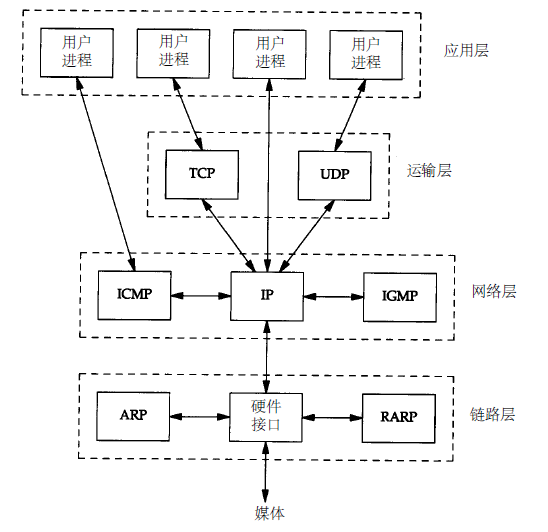 用户
进程
用户
进程
用户
进程
用户
进程
应用层
TCP
UDP
运输层
ICMP
IP
IGMP
网络层
ARP
硬件
接口
RARP
链路层
媒体